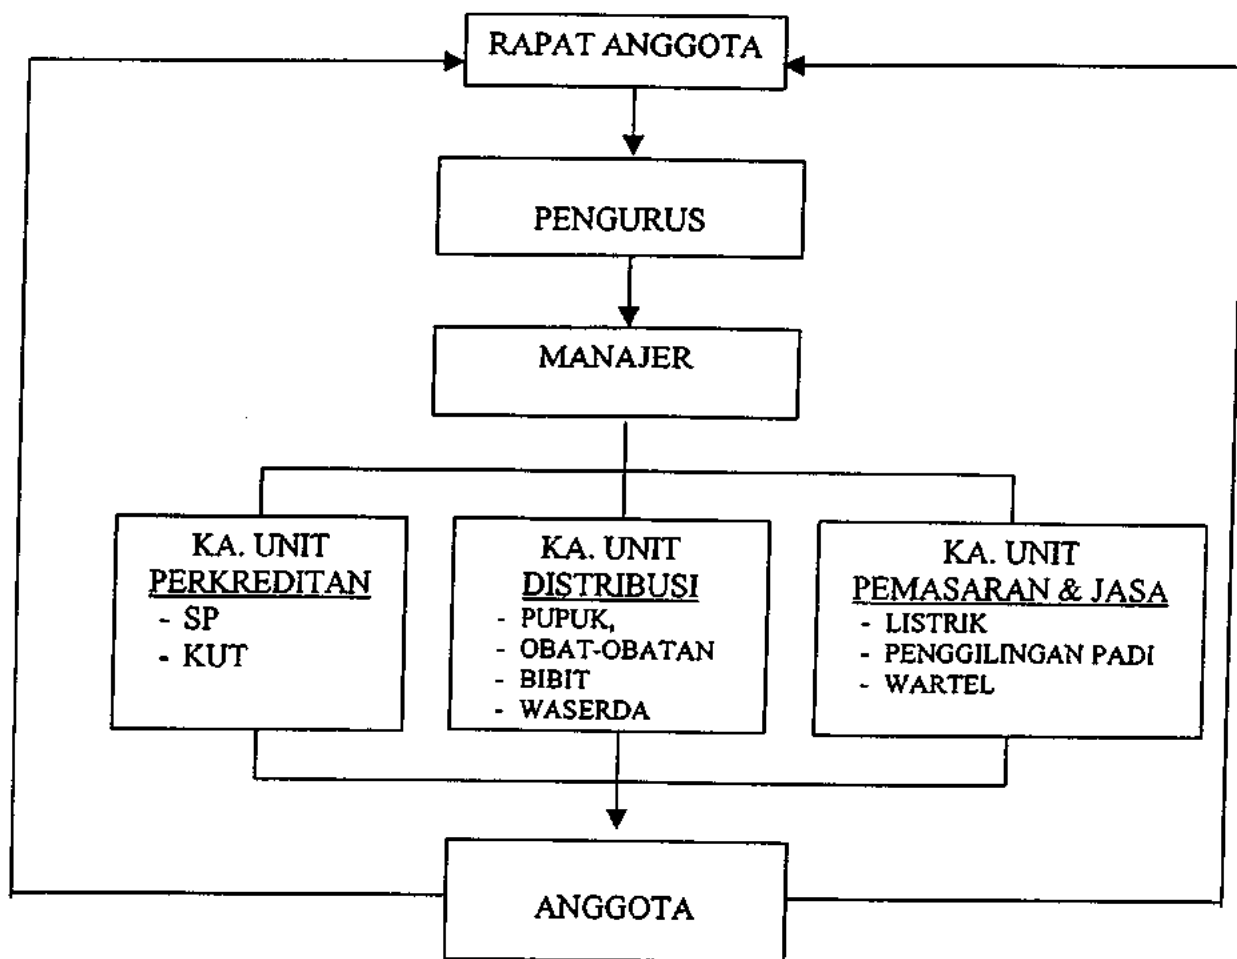 RAPAT ANGGOTA
PENGURUS
MANAJER
KA. UNIT
PERKREDITAN
- SP
- KUT
KA. UNIT
DISTRIBUSI
- PUPUK,
- OBAT-OBATAN
- BIBIT
- WASERDA
KA. UNIT
PEMASARAN & JASA
- LISTRIK
- PENGGILINGAN PADI
- WARTEL
ANGGOTA